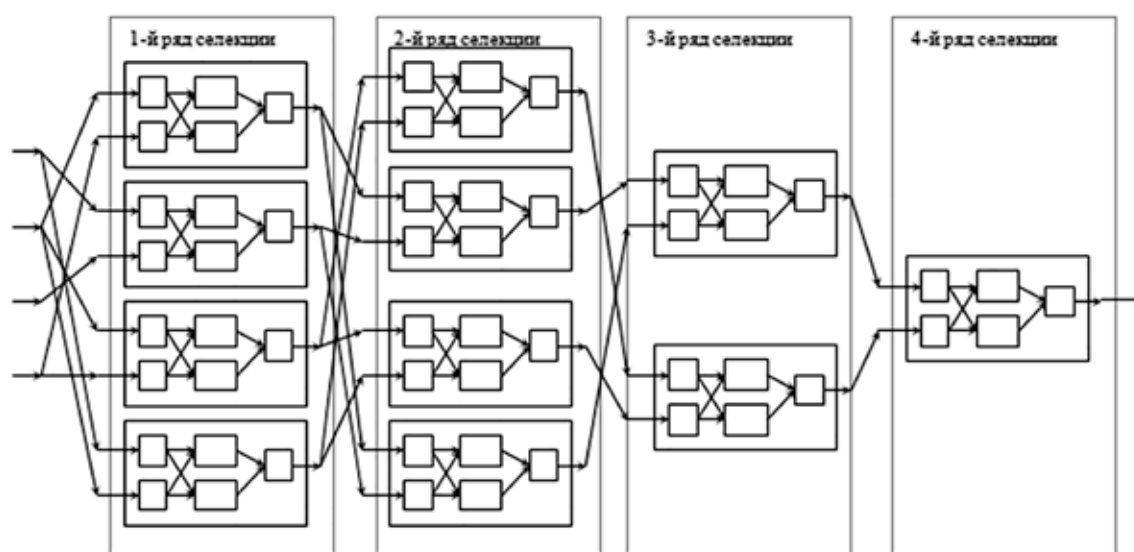 1-й ряд селекции
2-й ряд селекции
3-й ряд селекции
4-й ряд селекции